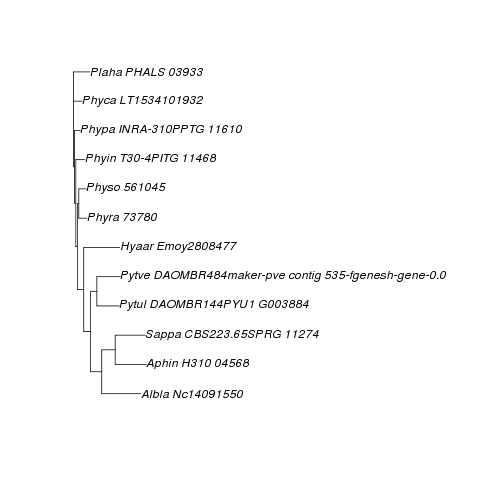 Plaha PHALS 03933
Phyca LT1534101932
Phypa INRA-310PPTG 11610
Phyin T30-4PITG 11468
Physo 561045
Phyra 73780
Hyaar Emoy2808477
Pytve DAOMBR484maker-pve contig 535-fgenesh-gene-0.0
Pytul DAOMBR144PYU1 G003884
Sappa CBS223.65SPRG 11274
Aphin H310 04568
Albla Nc14091550